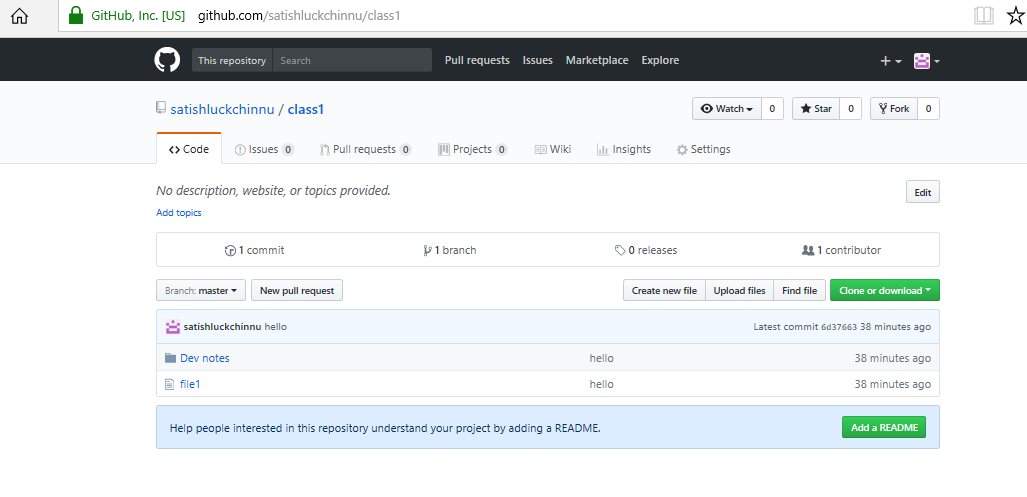 GitHub, Inc. [US] github.com/satishluckchinnu/class1
This repository Search Pull requests Issues Marketplace Explore
satishluckchinnu / class1 Watch 0 Star 0 Fork 0
Code Issues 0 Pull requests 0 Projects 0 Wiki Insights Settings
No description, website, or topics provided. Edit
Add topics
1 commit 1 branch 0 releases 1 contributor
Branch: master New pull request Create new file Upload files Find file Clone or download
satishluckchinnu hello Latest commit 6d37663 38 minutes ago
Dev notes hello 38 minutes ago
file1 hello 38 minutes ago
Help people interested in this repository understand your project by adding a README. Add a README